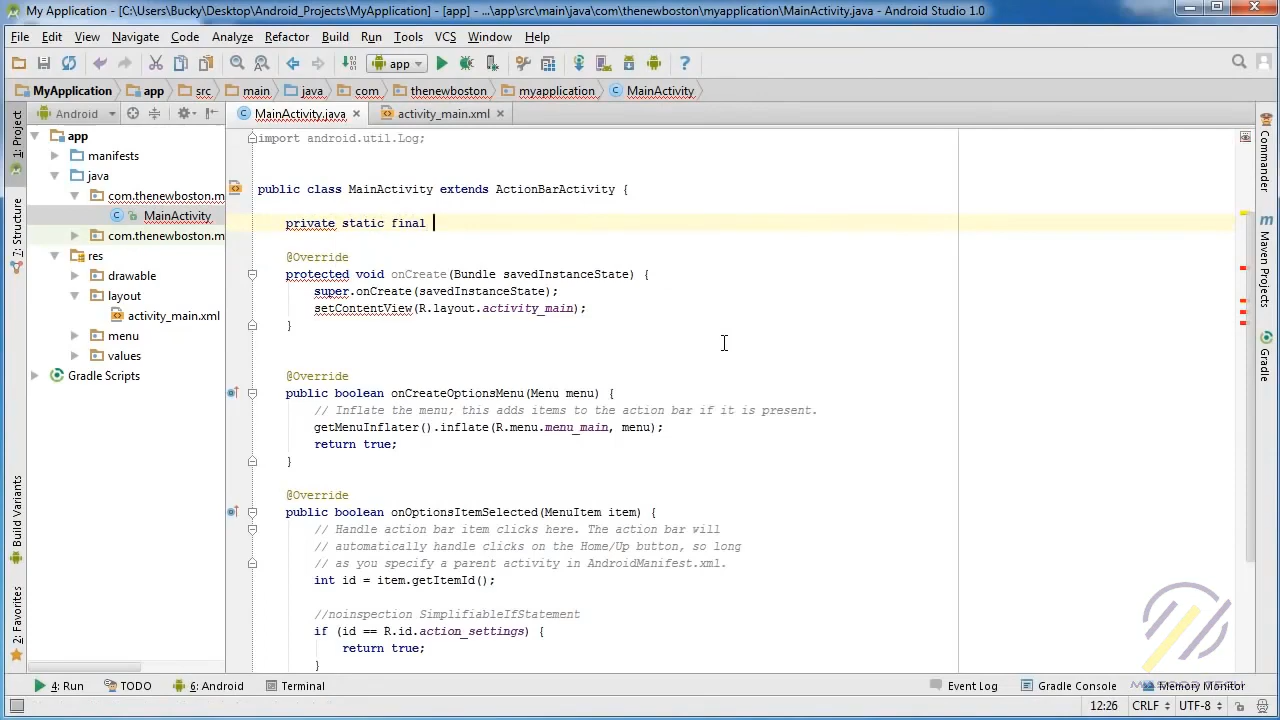 My Application - [C:\Users\Bucky\Desktop\Android_Projects\MyApplication] - [app] - ...\app\src\main\java\com\thenewboston\myapplication\MainActivity.java - Android Studio 1.0
File Edit View Navigate Code Analyze Refactor Build Run Tools VCS Window Help
app
MyApplication app src main java com thenewboston myapplication MainActivity
Android MainActivity.java activity_main.xml
1: Project
7: Structure
Build Variants
2: Favorites
app
manifests
java
com.thenewboston.m
MainActivity
com.thenewboston.m
res
drawable
layout
activity_main.xml
menu
values
Gradle Scripts
import android.util.Log;
public class MainActivity extends ActionBarActivity {
private static final
@Override
protected void onCreate(Bundle savedInstanceState) {
super.onCreate(savedInstanceState);
setContentView(R.layout.activity_main);
}
@Override
public boolean onCreateOptionsMenu(Menu menu) {
// Inflate the menu; this adds items to the action bar if it is present.
getMenuInflater().inflate(R.menu.menu_main, menu);
return true;
}
@Override
public boolean onOptionsItemSelected(MenuItem item) {
// Handle action bar item clicks here. The action bar will
// automatically handle clicks on the Home/Up button, so long
// as you specify a parent activity in AndroidManifest.xml.
int id = item.getItemId();
//noinspection SimplifiableIfStatement
if (id == R.id.action_settings) {
return true;
}
Commander
Maven Projects
Gradle
4: Run TODO 6: Android Terminal Event Log Gradle Console Memory Monitor
12:26 CRLF UTF-8